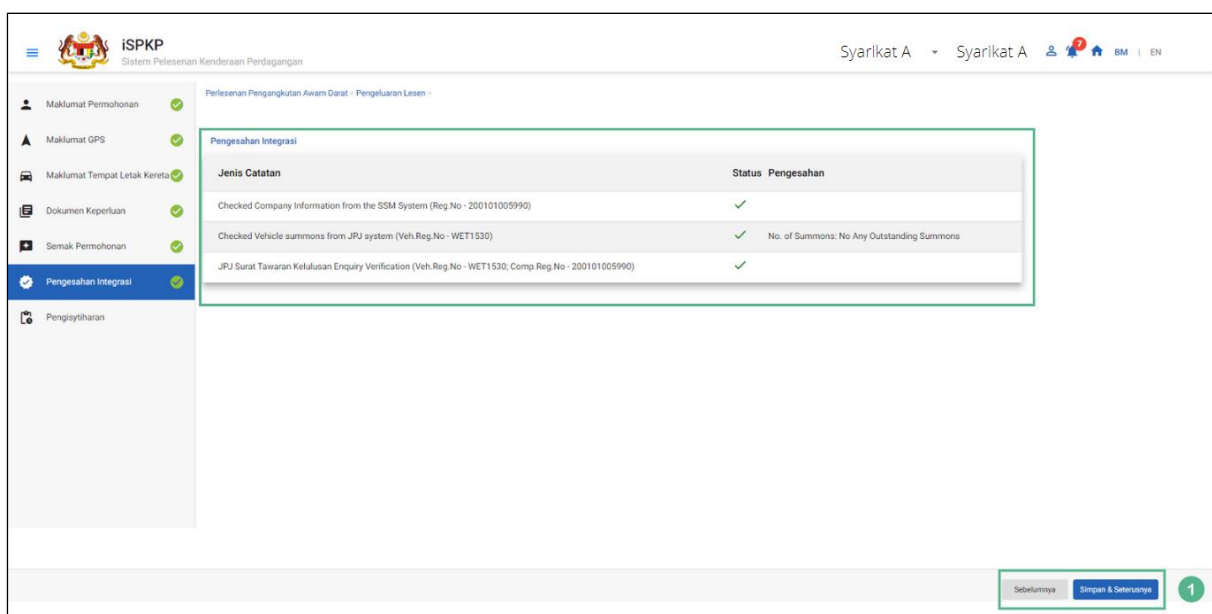 iSPKP
Sistem Pelesenan Kenderaan Perdagangan
Syarikat A
Syarikat A
7
BM | EN
Maklumat Permohonan
Maklumat GPS
Maklumat Tempat Letak Kereta
Dokumen Keperluan
Semak Permohonan
Pengesahan Integrasi
Pengisytiharan
Perlesenan Pengangkutan Awam Darat > Pengeluaran Lesen >
Pengesahan Integrasi
Jenis Catatan Status Pengesahan
Checked Company Information from the SSM System (Reg.No - 200101005990)
Checked Vehicle summons from JPJ system (Veh.Reg.No - WET1530) No. of Summons: No Any Outstanding Summons
JPJ Surat Tawaran Kelulusan Enquiry Verification (Veh.Reg.No - WET1530; Comp.Reg.No - 200101005990)
Sebelumnya Simpan & Seterusnya 1